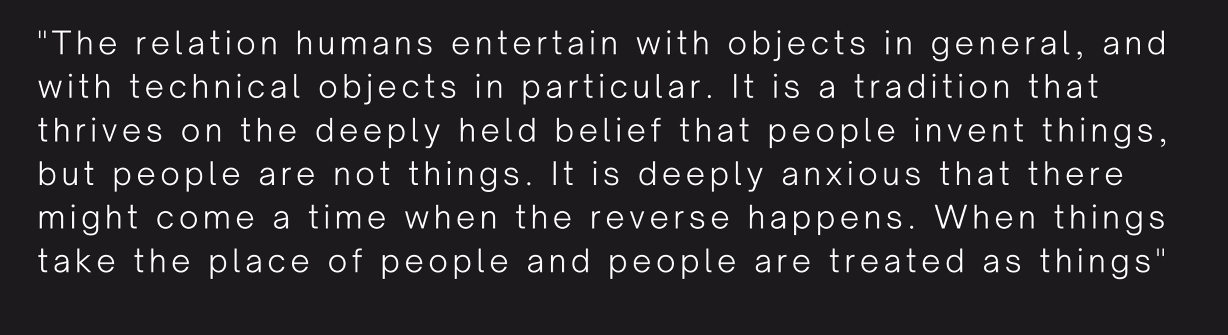 "The relation humans entertain with objects in general, and
with technical objects in particular. It is a tradition that
thrives on the deeply held belief that people invent things,
but people are not things. It is deeply anxious that there
might come a time when the reverse happens. When things
take the place of people and people are treated as things"